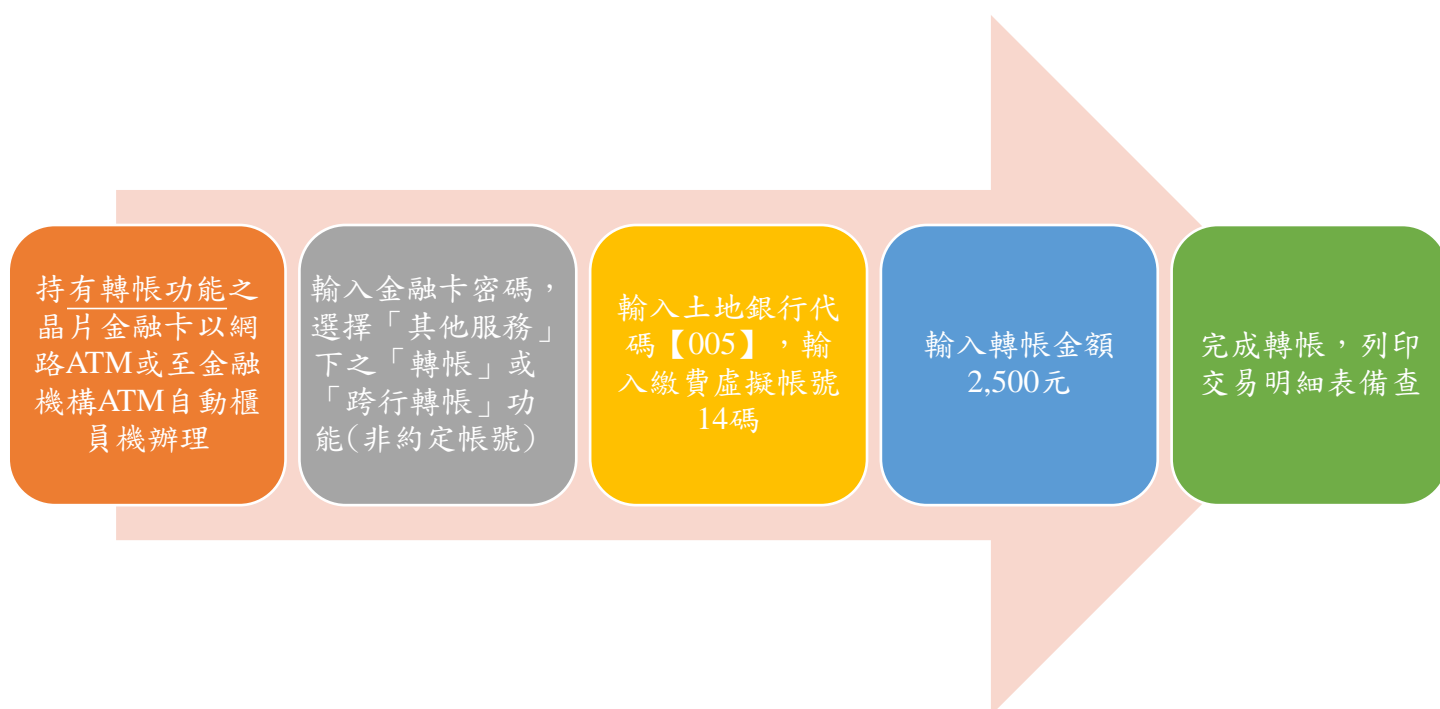 持有轉帳功能之
晶片金融卡以網
路ATM或至金融
機構ATM自動櫃
員機辦理
輸入金融卡密碼，
選擇「其他服務」
下之「轉帳」或
「跨行轉帳」功
能(非約定帳號)
輸入土地銀行代
碼【005】，輸
入繳費虛擬帳號
14碼
輸入轉帳金額
2,500元
完成轉帳，列印
交易明細表備查